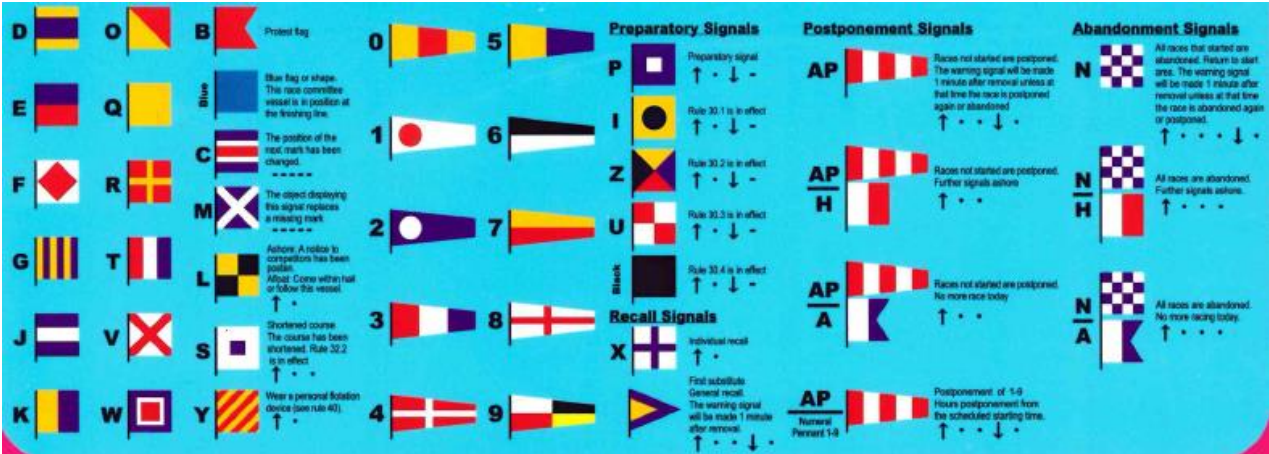 D
E
F
G
J
K
O
Q
R
T
V
W
B
Protest flag
Blue
Blue flag or shape.
This race committee
vessel is in position at
the finishing line.
C
The position of the
next mark has been
changed.
M
The object displaying
this signal replaces
a missing mark
L
Ashore: A notice to
competitors has been
posten.
Afloat: Come within hail
or follow this vessel.
S
Shortened course
The course has been
shortened. Rule 32.2
is in effect
Y
Wear a personal flotation
device (see rule 40).
0
1
2
3
4
5
6
7
8
9
Preparatory Signals
P
Preparatory signal
I
Rule 30.1 is in effect
Z
Rule 30.2 is in effect
U
Rule 30.3 is in effect
Black
Rule 30.4 is in effect
Recall Signals
X
Individual recall
First substitute
General recall.
The warning signal
will be made 1 minute
after removal.
Postponement Signals
AP
Races not started are postponed.
The warning signal will be made
1 minute after removal unless at
that time the race is postponed
again or abandoned
AP
H
Races not started are postponed.
Further signals ashore
AP
A
Races not started are postponed.
No more race today
AP
Numeral
Pennant 1-9
Postponement of 1-9
Hours postponement from
the scheduled starting time.
Abandonment Signals
N
All races that started are
abandoned. Return to start
area. The warning signal
will be made 1 minute after
removal unless at that time
the race is abandoned again
or postponed.
N
H
All races are abandoned.
Further signals ashore.
N
A
All races are abandoned.
No more racing today.